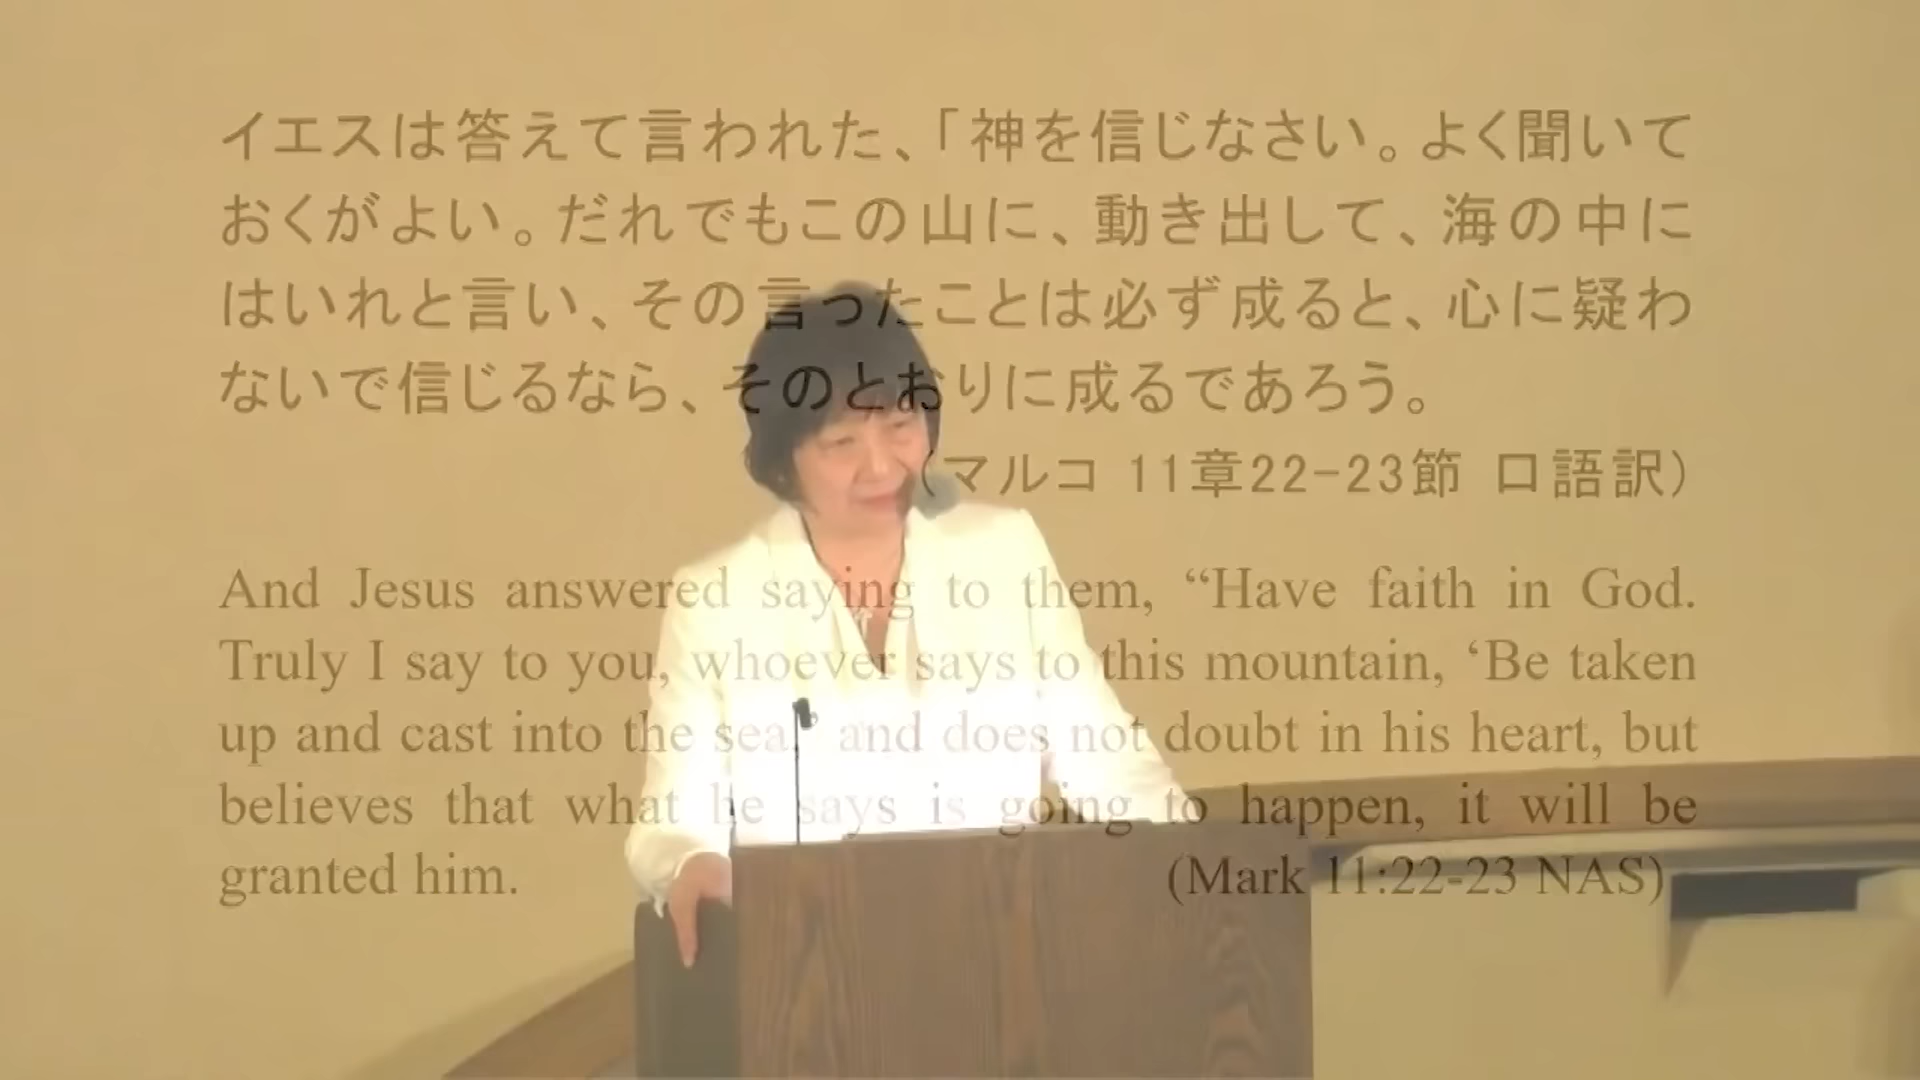 イエスは答えて言われた、「神を信じなさい。よく聞いて
おくがよい。だれでもこの山に、動き出して、海の中に
はいれと言い、その言ったことは必ず成ると、心に疑わ
ないで信じるなら、そのとおりに成るであろう。
(マルコ 11章22-23節 口語訳)
And Jesus answered saying to them, “Have faith in God.
Truly I say to you, whoever says to this mountain, ‘Be taken
up and cast into the sea,’ and does not doubt in his heart, but
believes that what he says is going to happen, it will be
granted him. (Mark 11:22-23 NAS)